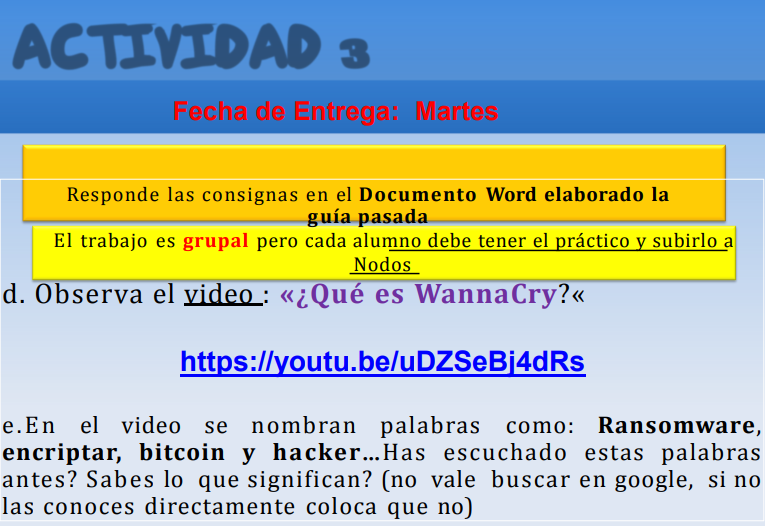 ACTIVIDAD 3
Fecha de Entrega: Martes
Responde las consignas en el Documento Word elaborado la
guía pasada
El trabajo es grupal pero cada alumno debe tener el práctico y subirlo a
Nodos
d. Observa el video : «¿Qué es WannaCry?«
https://youtu.be/uDZSeBj4dRs
e.En el video se nombran palabras como: Ransomware,
encriptar, bitcoin y hacker...Has escuchado estas palabras
antes? Sabes lo que significan? (no vale buscar en google, si no
las conoces directamente coloca que no)